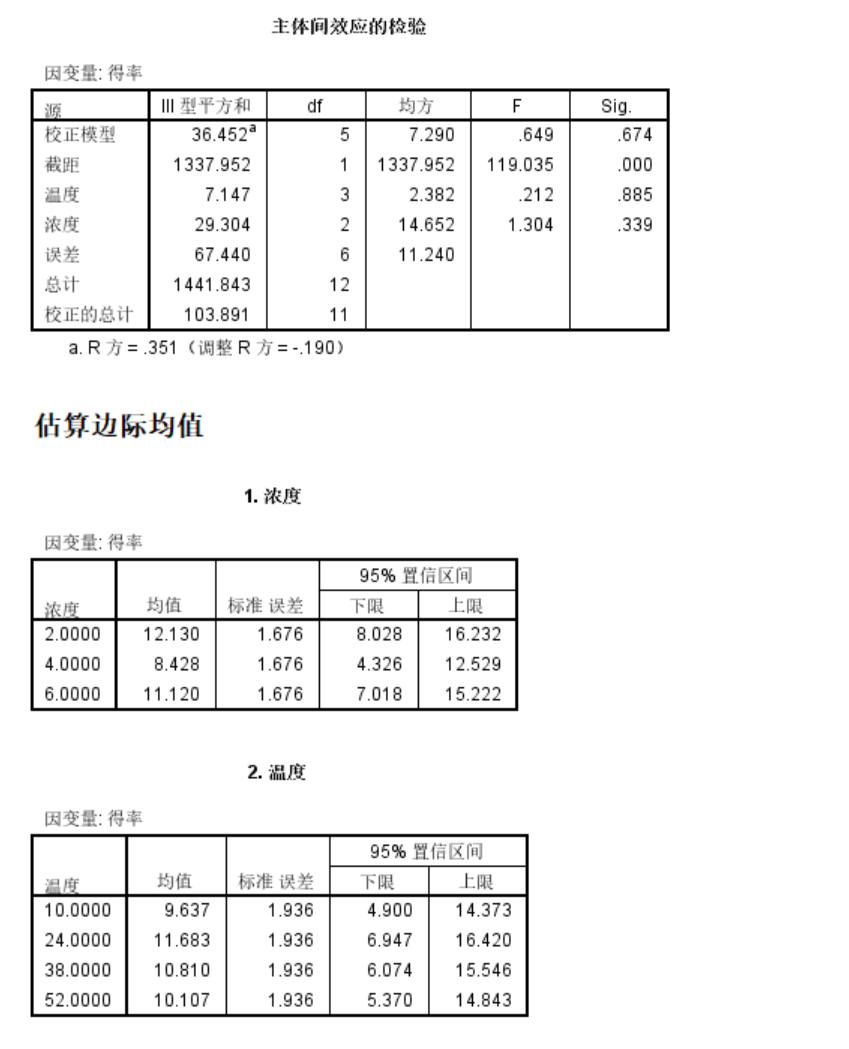 主体间效应的检验
因变量: 得率
源 III 型平方和 df 均方 F Sig.
校正模型 36.452a 5 7.290 .649 .674
截距 1337.952 1 1337.952 119.035 .000
温度 7.147 3 2.382 .212 .885
浓度 29.304 2 14.652 1.304 .339
误差 67.440 6 11.240
总计 1441.843 12
校正的总计 103.891 11
a. R 方 = .351（调整 R 方 = -.190）
估算边际均值
1. 浓度
因变量: 得率
95% 置信区间
浓度 均值 标准 误差 下限 上限
2.0000 12.130 1.676 8.028 16.232
4.0000 8.428 1.676 4.326 12.529
6.0000 11.120 1.676 7.018 15.222
2. 温度
因变量: 得率
95% 置信区间
温度 均值 标准 误差 下限 上限
10.0000 9.637 1.936 4.900 14.373
24.0000 11.683 1.936 6.947 16.420
38.0000 10.810 1.936 6.074 15.546
52.0000 10.107 1.936 5.370 14.843